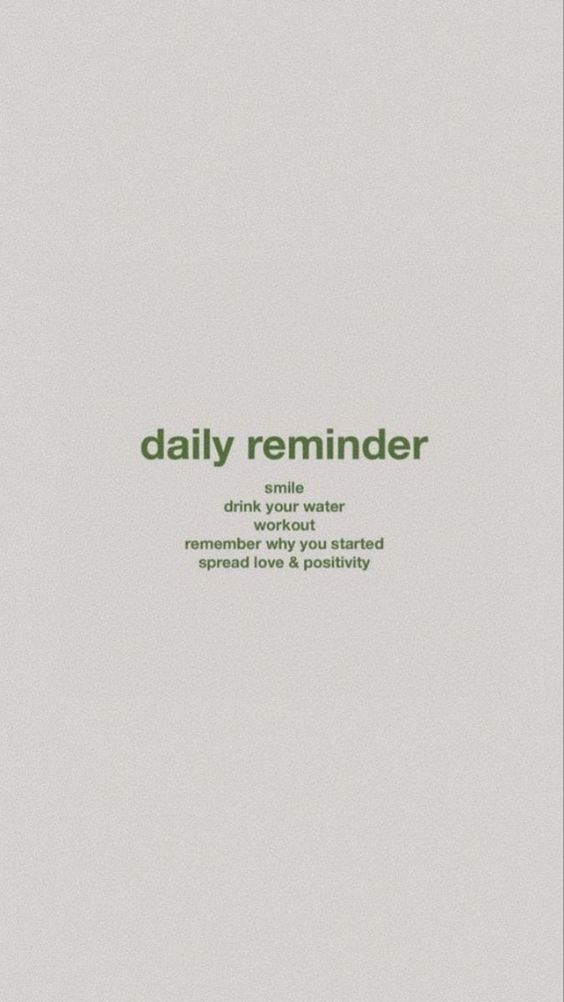 daily reminder
smile
drink your water
workout
remember why you started
spread love & positivity